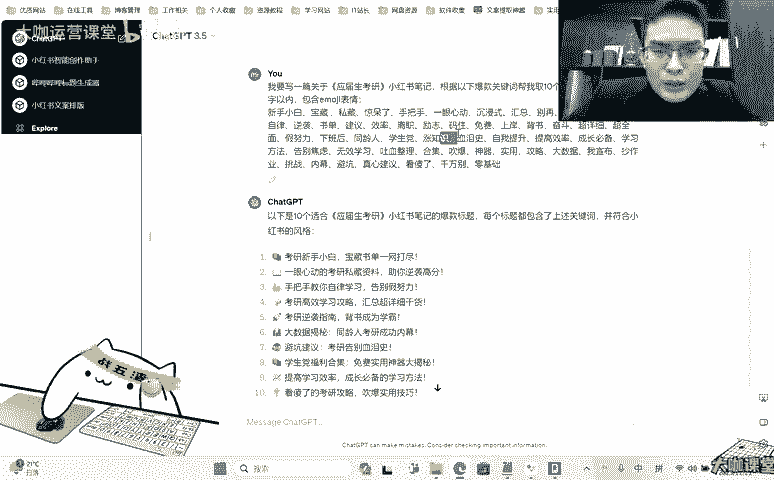 优质网站 在线工具 博客管理 工作相关 个人收藏 资源教程 学习网站 IT站长 网盘资源 软件收费 文案提取神器
大咖运营课堂
ChatGPT
ChatGPT 3.5
小红书智能创作助手
小红书文案排版
Explore
You
我要写一篇关于《应届生考研》小红书笔记，根据以下爆款关键词帮我取10个
字以内，包含emoji表情：
新手小白、宝藏、私藏、惊呆了、手把手、一眼心动、沉浸式、汇总、别再、
自律、逆袭、书单、建议、效率、离职、励志、码住、免费、上岸、背书、奋斗、超详细、超全
面、假努力、下班后、同龄人、学生党、涨知识、血泪史、自我提升、提高效率、成长必备、学习
方法、告别焦虑、无效学习、吐血整理、合集、吹爆、神器、实用、攻略、大数据、我宣布、抄作
业、挑战、内幕、避坑、真心建议、看傻了、千万别、零基础
ChatGPT
以下是10个适合《应届生考研》小红书笔记的爆款标题，每个标题都包含了上述关键词，并符合小
红书的风格：
1. 考研新手小白，宝藏书单一网打尽！
2. 一眼心动的考研私藏资料，助你逆袭高分！
3. 手把手教你自律学习，告别假努力！
4. 考研高效学习攻略，汇总超详细干货！
5. 考研逆袭指南，背书成为学霸！
6. 大数据揭秘：同龄人考研成功内幕！
7. 避坑建议：考研告别血泪史！
8. 学生党福利合集：免费实用神器大揭秘！
9. 提高学习效率，成长必备的学习方法！
10. 看傻了的考研攻略，吹爆实用技巧！
Message ChatGPT...
ChatGPT can make mistakes. Consider checking important information.
战五渣
21°C
搜索
中 拼
大咖课堂